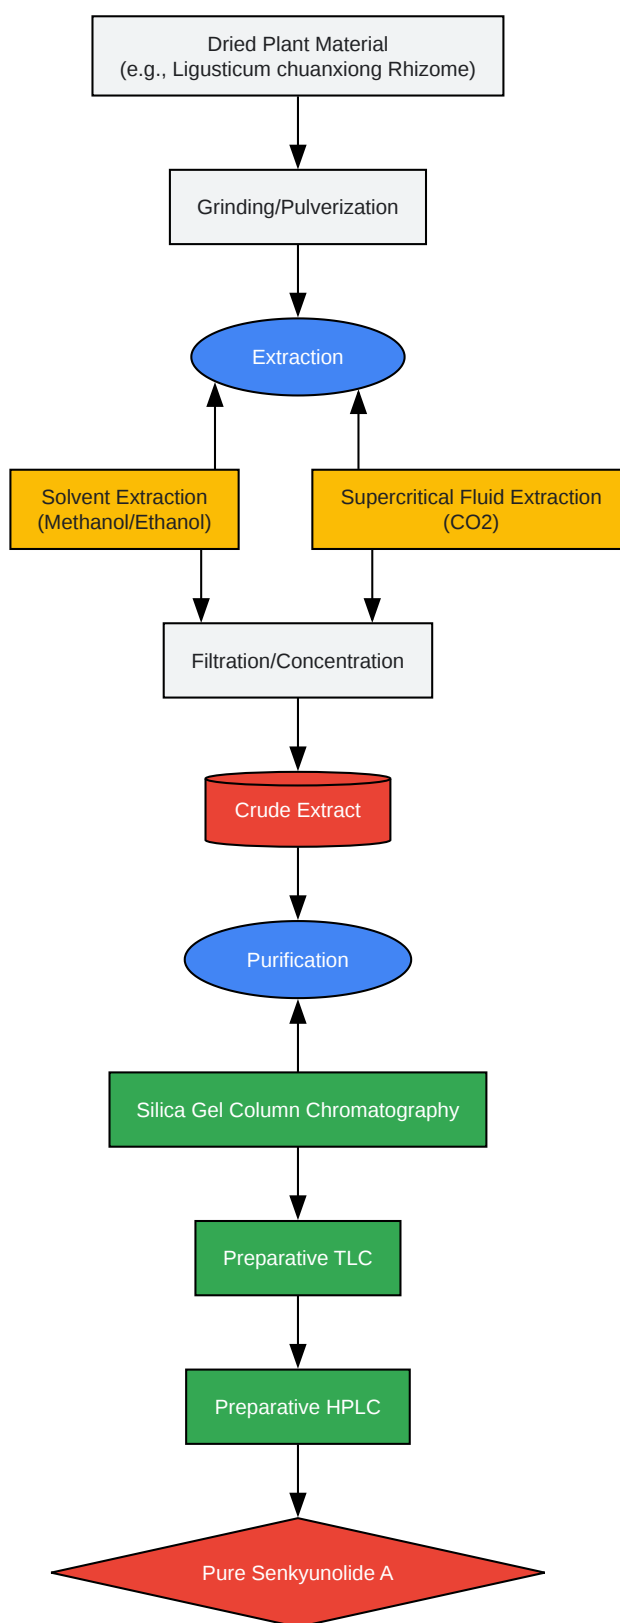 Dried Plant Material
(e.g., Ligusticum chuanxiong Rhizome)
Grinding/Pulverization
Extraction
Solvent Extraction
(Methanol/Ethanol)
Supercritical Fluid Extraction
(CO2)
Filtration/Concentration
Crude Extract
Purification
Silica Gel Column Chromatography
Preparative TLC
Preparative HPLC
Pure Senkyunolide A